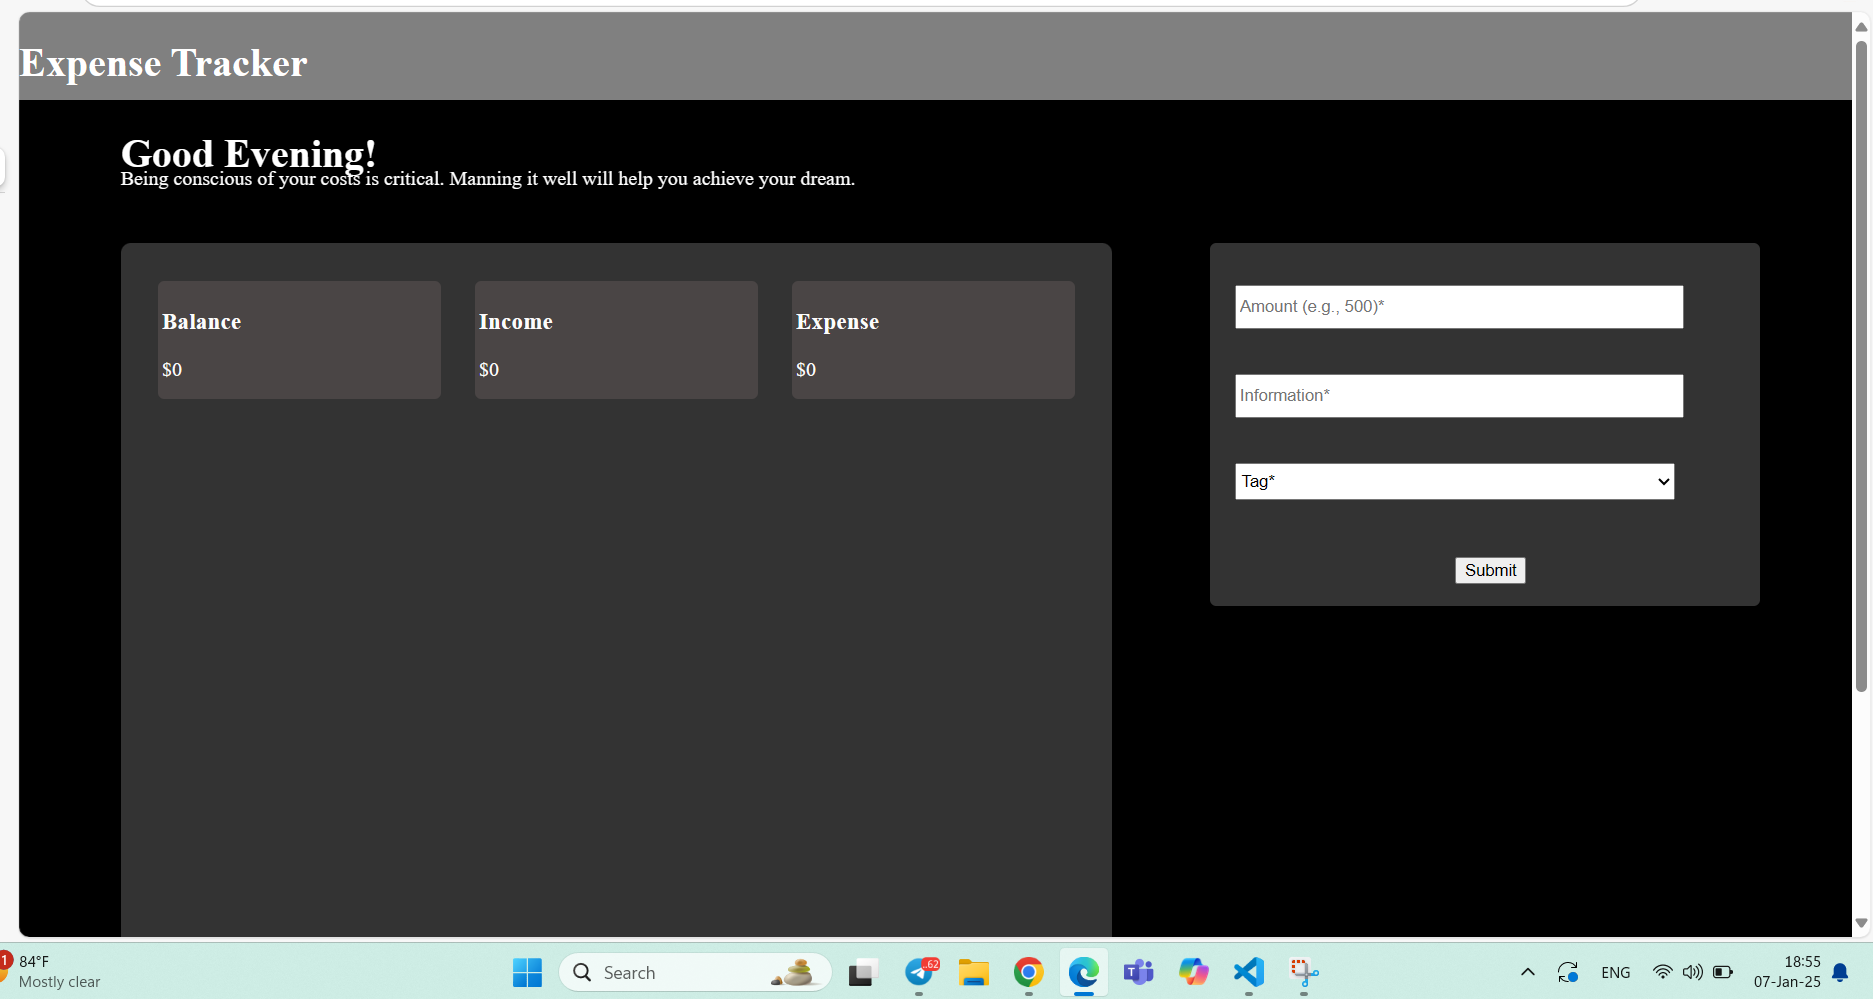 Expense Tracker
Good Evening!
Being conscious of your costs is critical. Manning it well will help you achieve your dream.
Balance
$0
Income
$0
Expense
$0
Amount (e.g., 500)*
Information*
Tag*
Submit
1
84°F
Mostly clear
Search
62
T
ENG
18:55
07-Jan-25